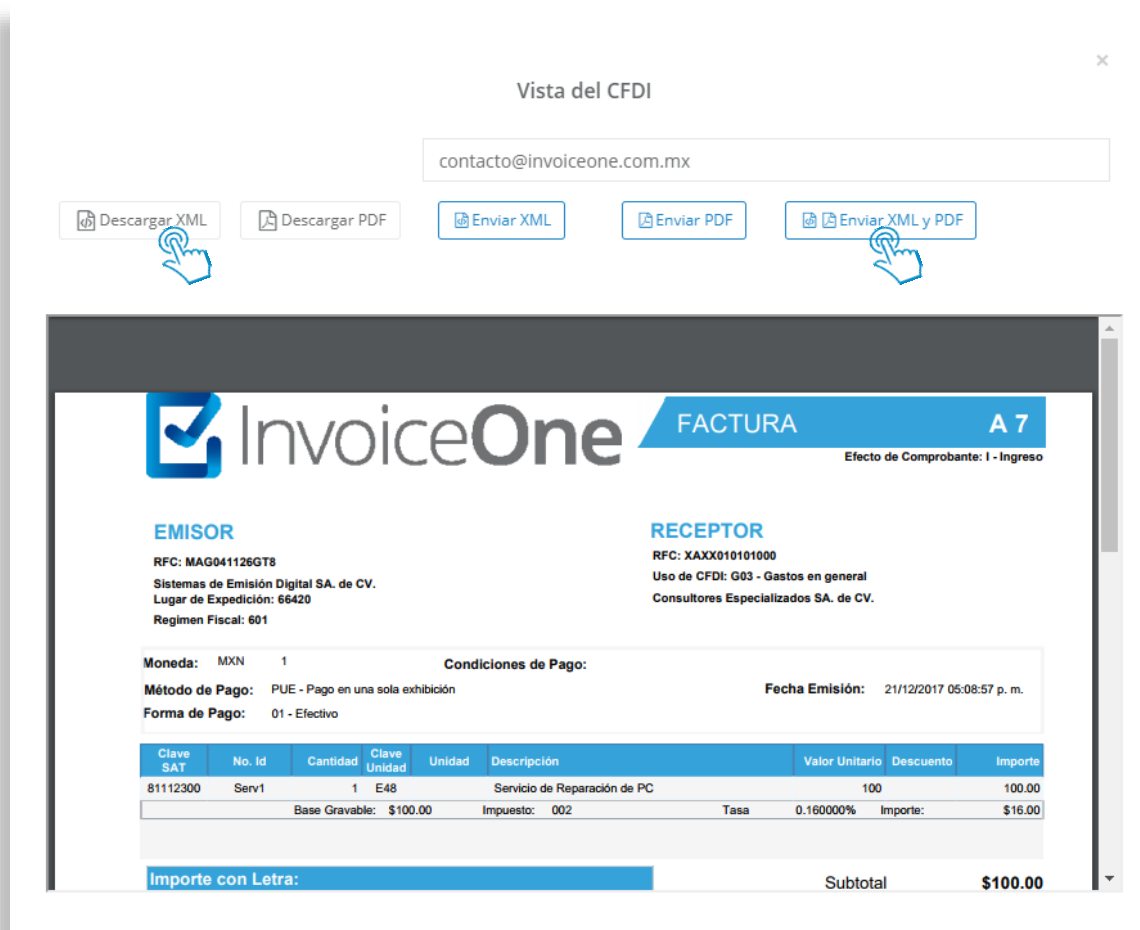 ×
Vista del CFDI
contacto@invoiceone.com.mx
Descargar XML Descargar PDF Enviar XML Enviar PDF Enviar XML y PDF
InvoiceOne FACTURA A 7
Efecto de Comprobante: I - Ingreso
EMISOR RECEPTOR
RFC: MAG041126GT8 RFC: XAXX010101000
Sistemas de Emisión Digital SA. de CV. Uso de CFDI: G03 - Gastos en general
Lugar de Expedición: 66420 Consultores Especializados SA. de CV.
Regimen Fiscal: 601
Moneda: MXN 1 Condiciones de Pago:
Método de Pago: PUE - Pago en una sola exhibición Fecha Emisión: 21/12/2017 05:08:57 p. m.
Forma de Pago: 01 - Efectivo
Clave SAT No. Id Cantidad Clave Unidad Unidad Descripción Valor Unitario Descuento Importe
81112300 Serv1 1 E48 Servicio de Reparación de PC 100 100.00
Base Gravable: $100.00 Impuesto: 002 Tasa 0.160000% Importe: $16.00
Importe con Letra: Subtotal $100.00